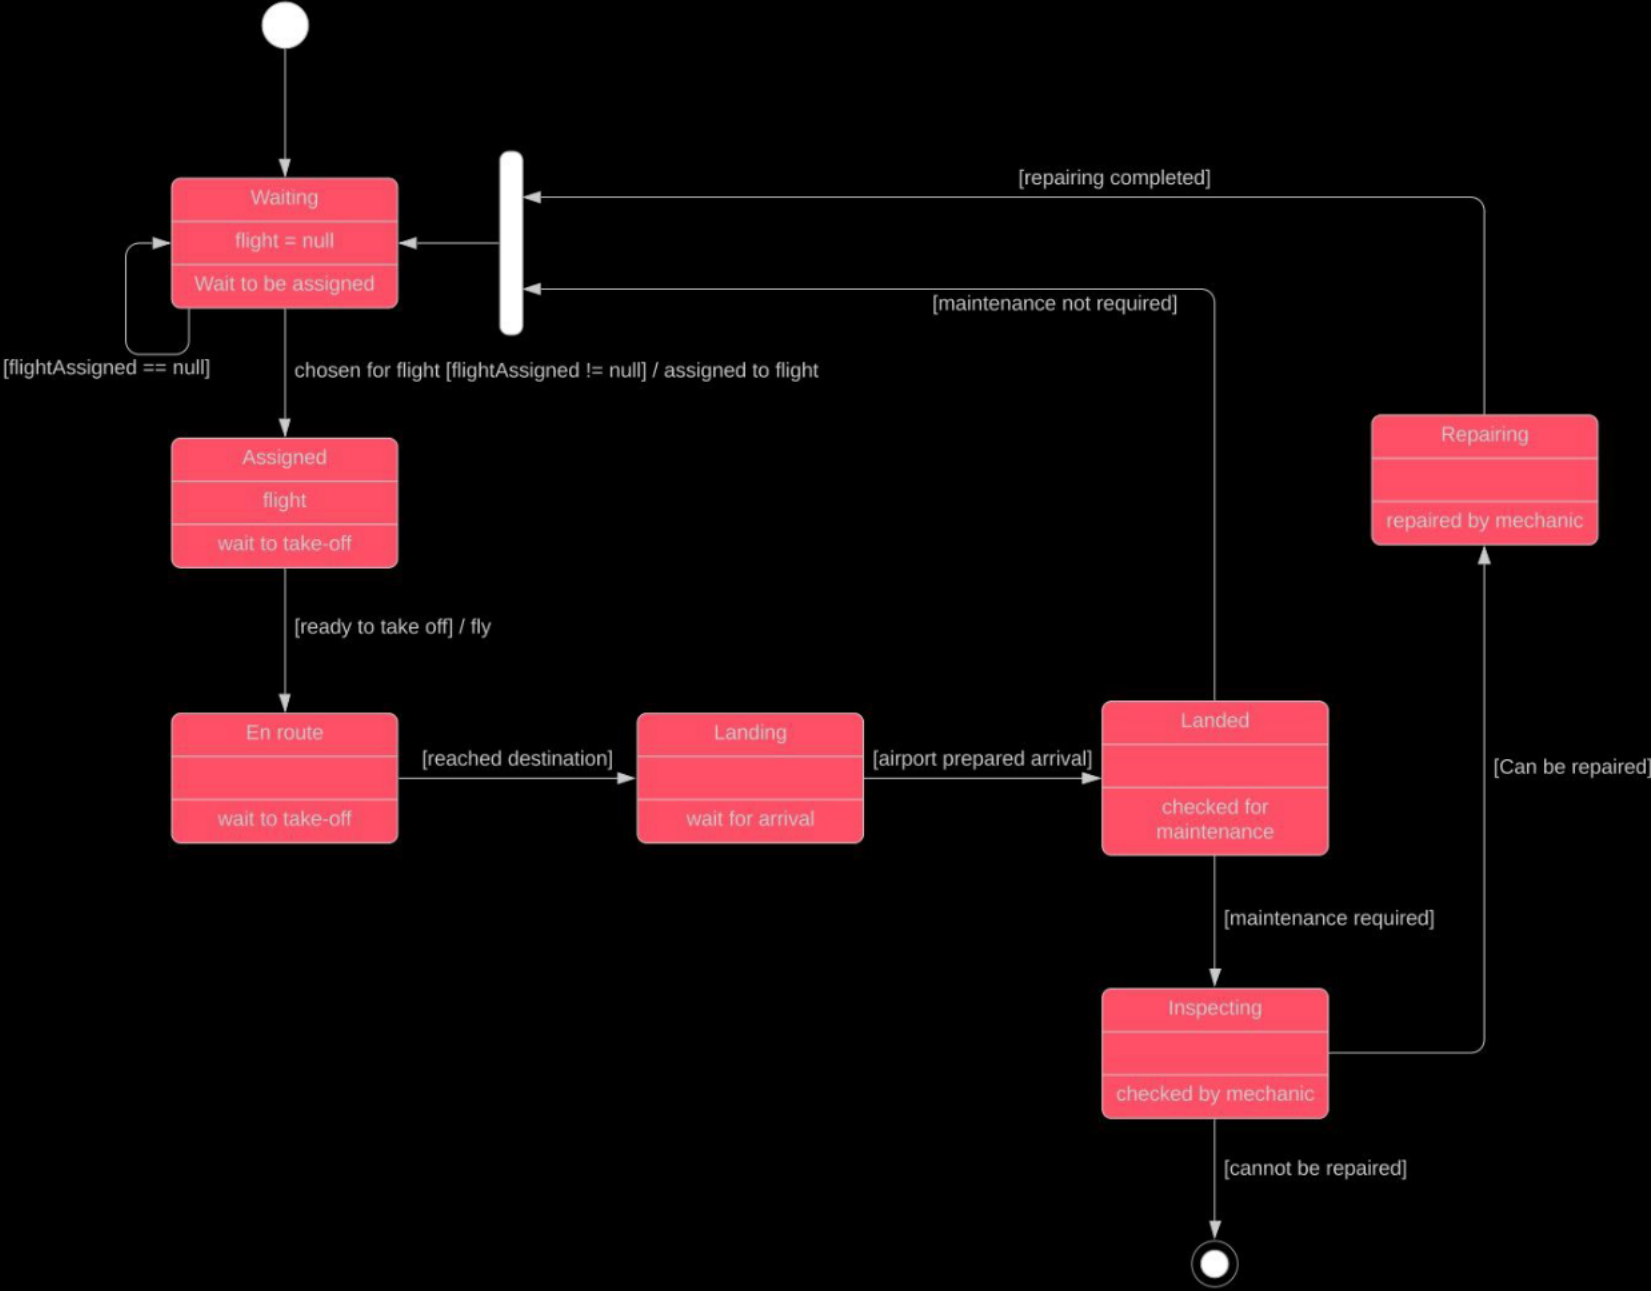 Waiting
flight = null
Wait to be assigned
[repairing completed]
[maintenance not required]
[flightAssigned == null]
chosen for flight [flightAssigned != null] / assigned to flight
Assigned
flight
wait to take-off
Repairing
repaired by mechanic
[ready to take off] / fly
En route
wait to take-off
[reached destination]
Landing
wait for arrival
[airport prepared arrival]
Landed
checked for
maintenance
[Can be repaired]
[maintenance required]
Inspecting
checked by mechanic
[cannot be repaired]